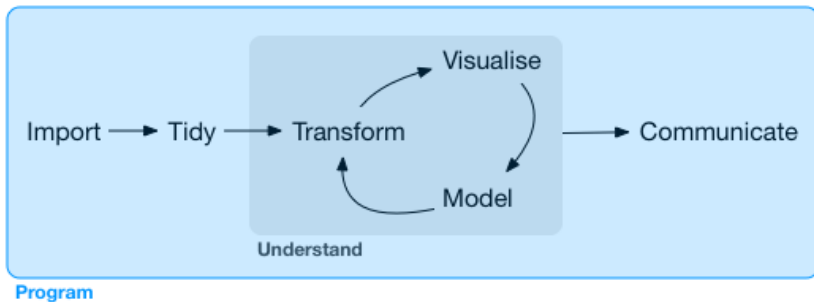 Visualise
Import
Tidy
Transform
Communicate
Model
Understand
Program